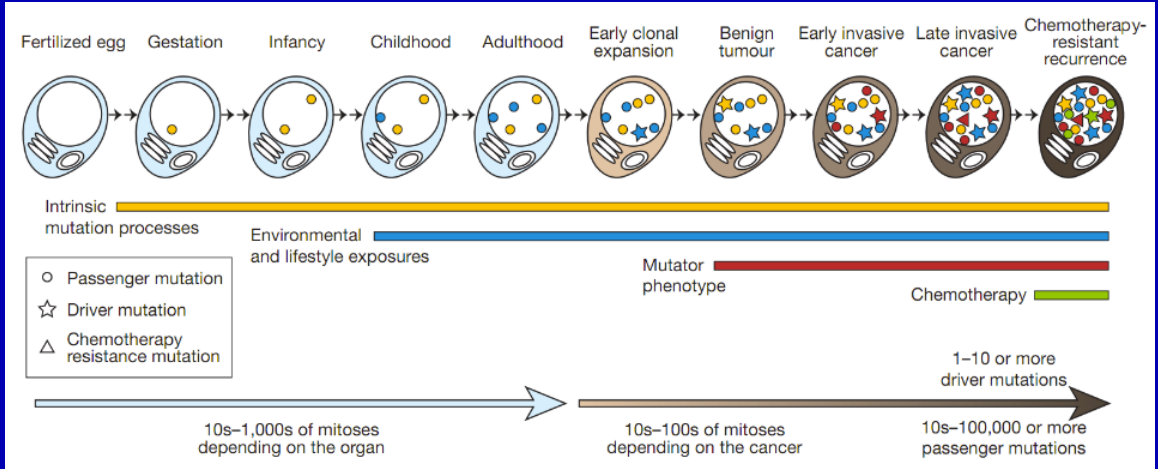 Fertilized egg
Gestation
Infancy
Childhood
Adulthood
Early clonal
expansion
Benign
tumour
Early invasive
cancer
Late invasive
cancer
Chemotherapy-
resistant
recurrence
Intrinsic
mutation processes
Environmental
and lifestyle exposures
Mutator
phenotype
Chemotherapy
Passenger mutation
Driver mutation
Chemotherapy
resistance mutation
1–10 or more
driver mutations
10s–1,000s of mitoses
depending on the organ
10s–100s of mitoses
depending on the cancer
10s–100,000 or more
passenger mutations